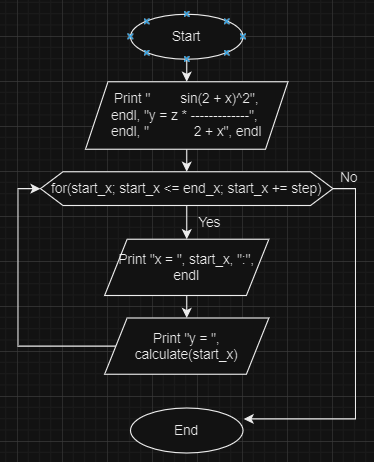 Start
Print "        sin(2 + x)^2",
endl, "y = z * -------------",
endl, "            2 + x", endl
for(start_x; start_x <= end_x; start_x += step)
No
Yes
Print "x = ", start_x, ":",
endl
Print "y = ",
calculate(start_x)
End